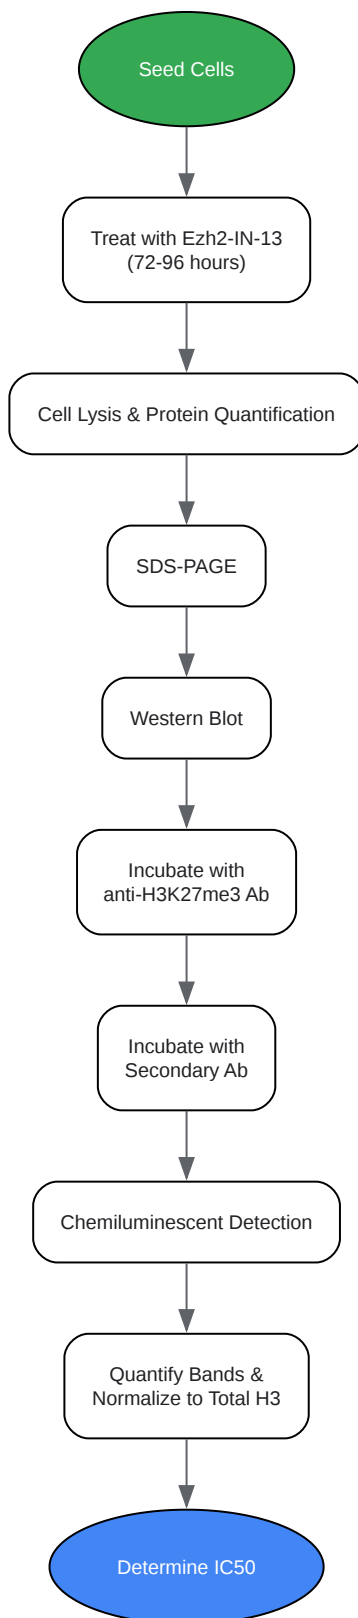 Seed Cells
Treat with Ezh2-IN-13
(72-96 hours)
Cell Lysis & Protein Quantification
SDS-PAGE
Western Blot
Incubate with
anti-H3K27me3 Ab
Incubate with
Secondary Ab
Chemiluminescent Detection
Quantify Bands &
Normalize to Total H3
Determine IC50